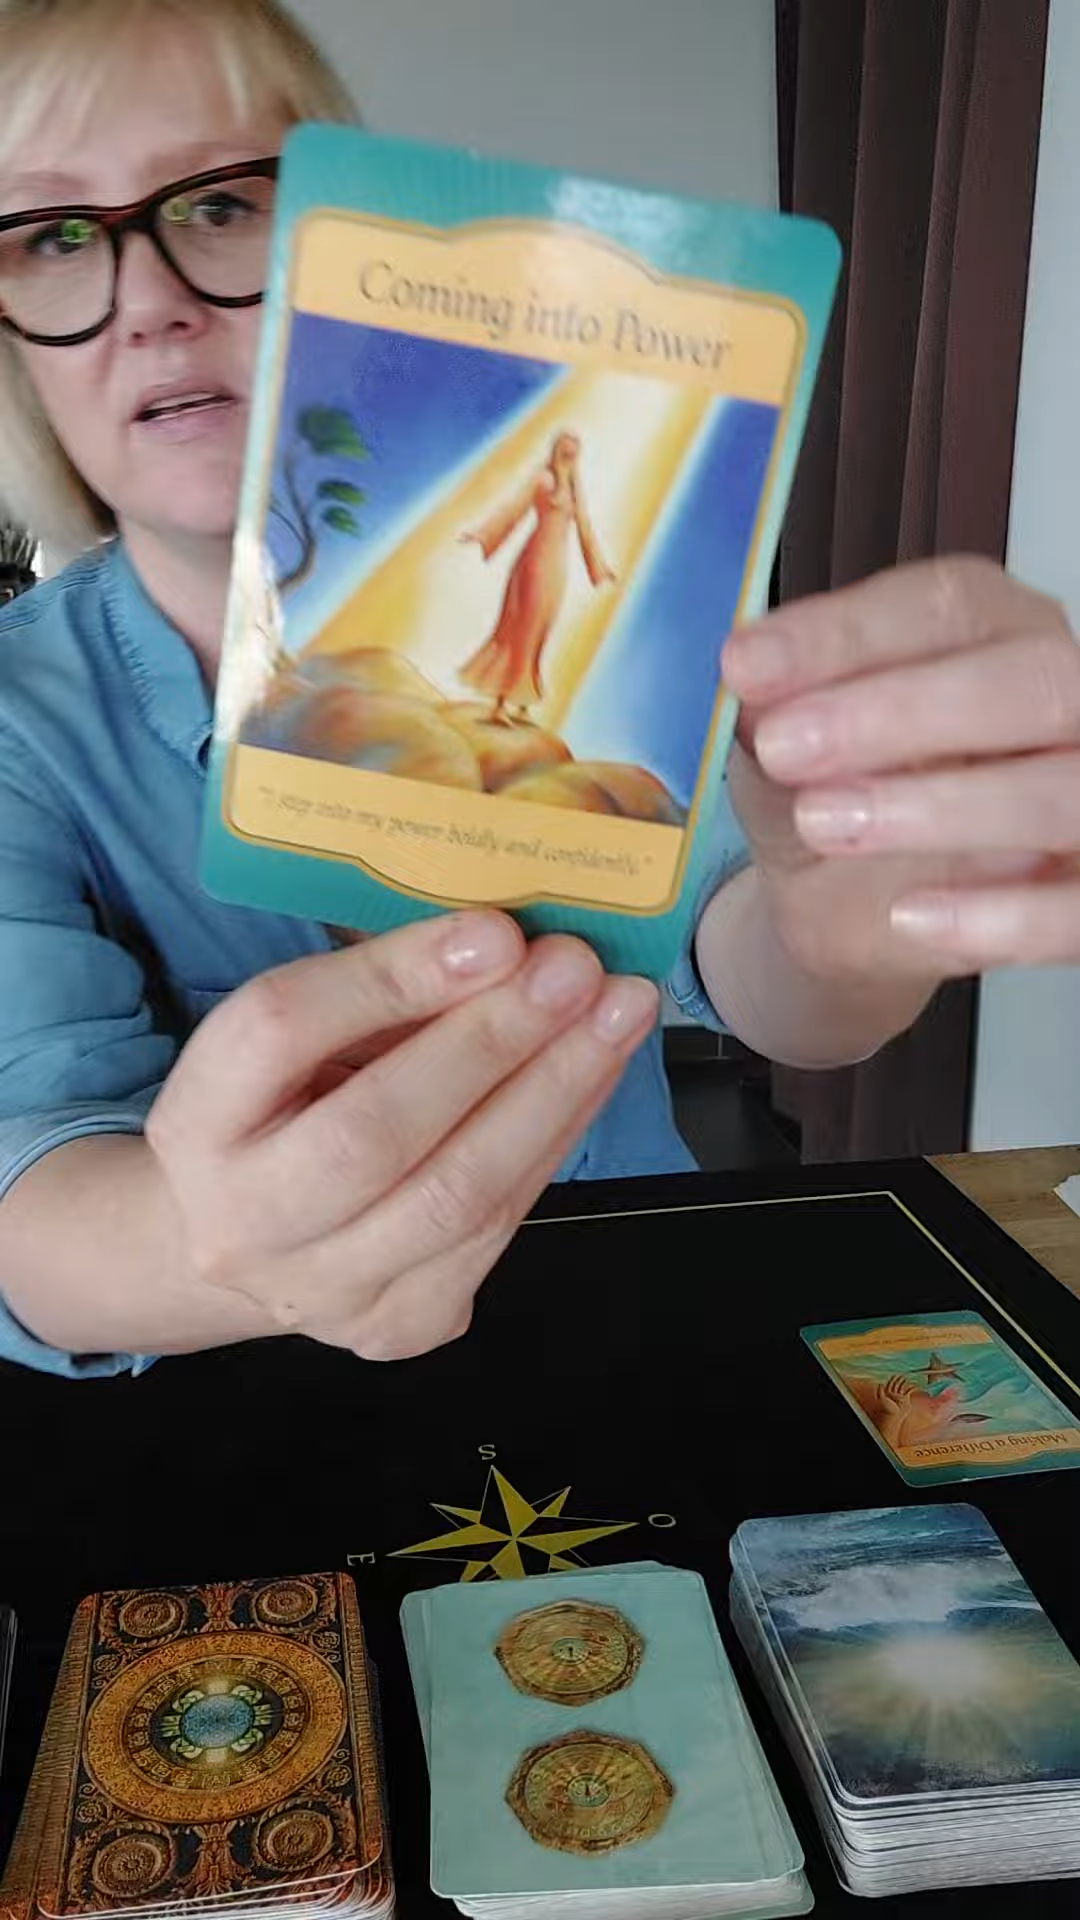 Coming into Power
step into my power boldly and confidently."
Making a Difference
S
O
E